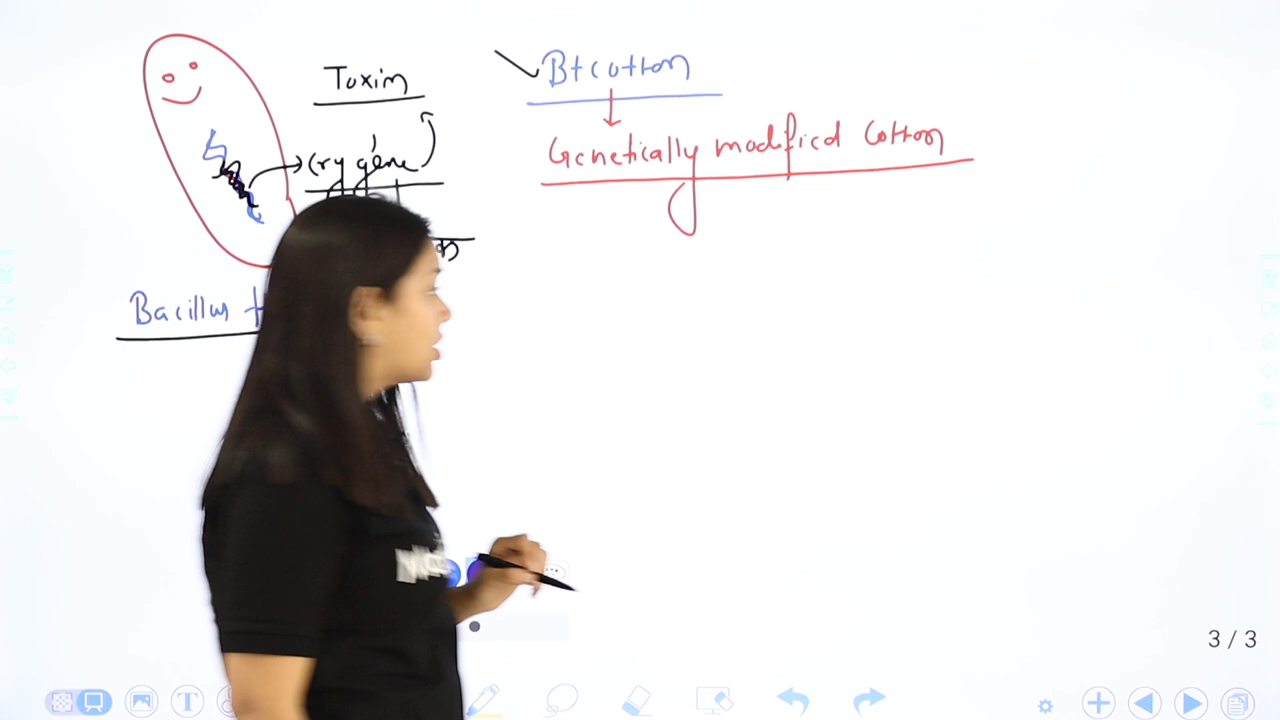 Toxin
Cry gene
Bacillus
Bt cotton
Genetically modified Cotton
3 / 3
T